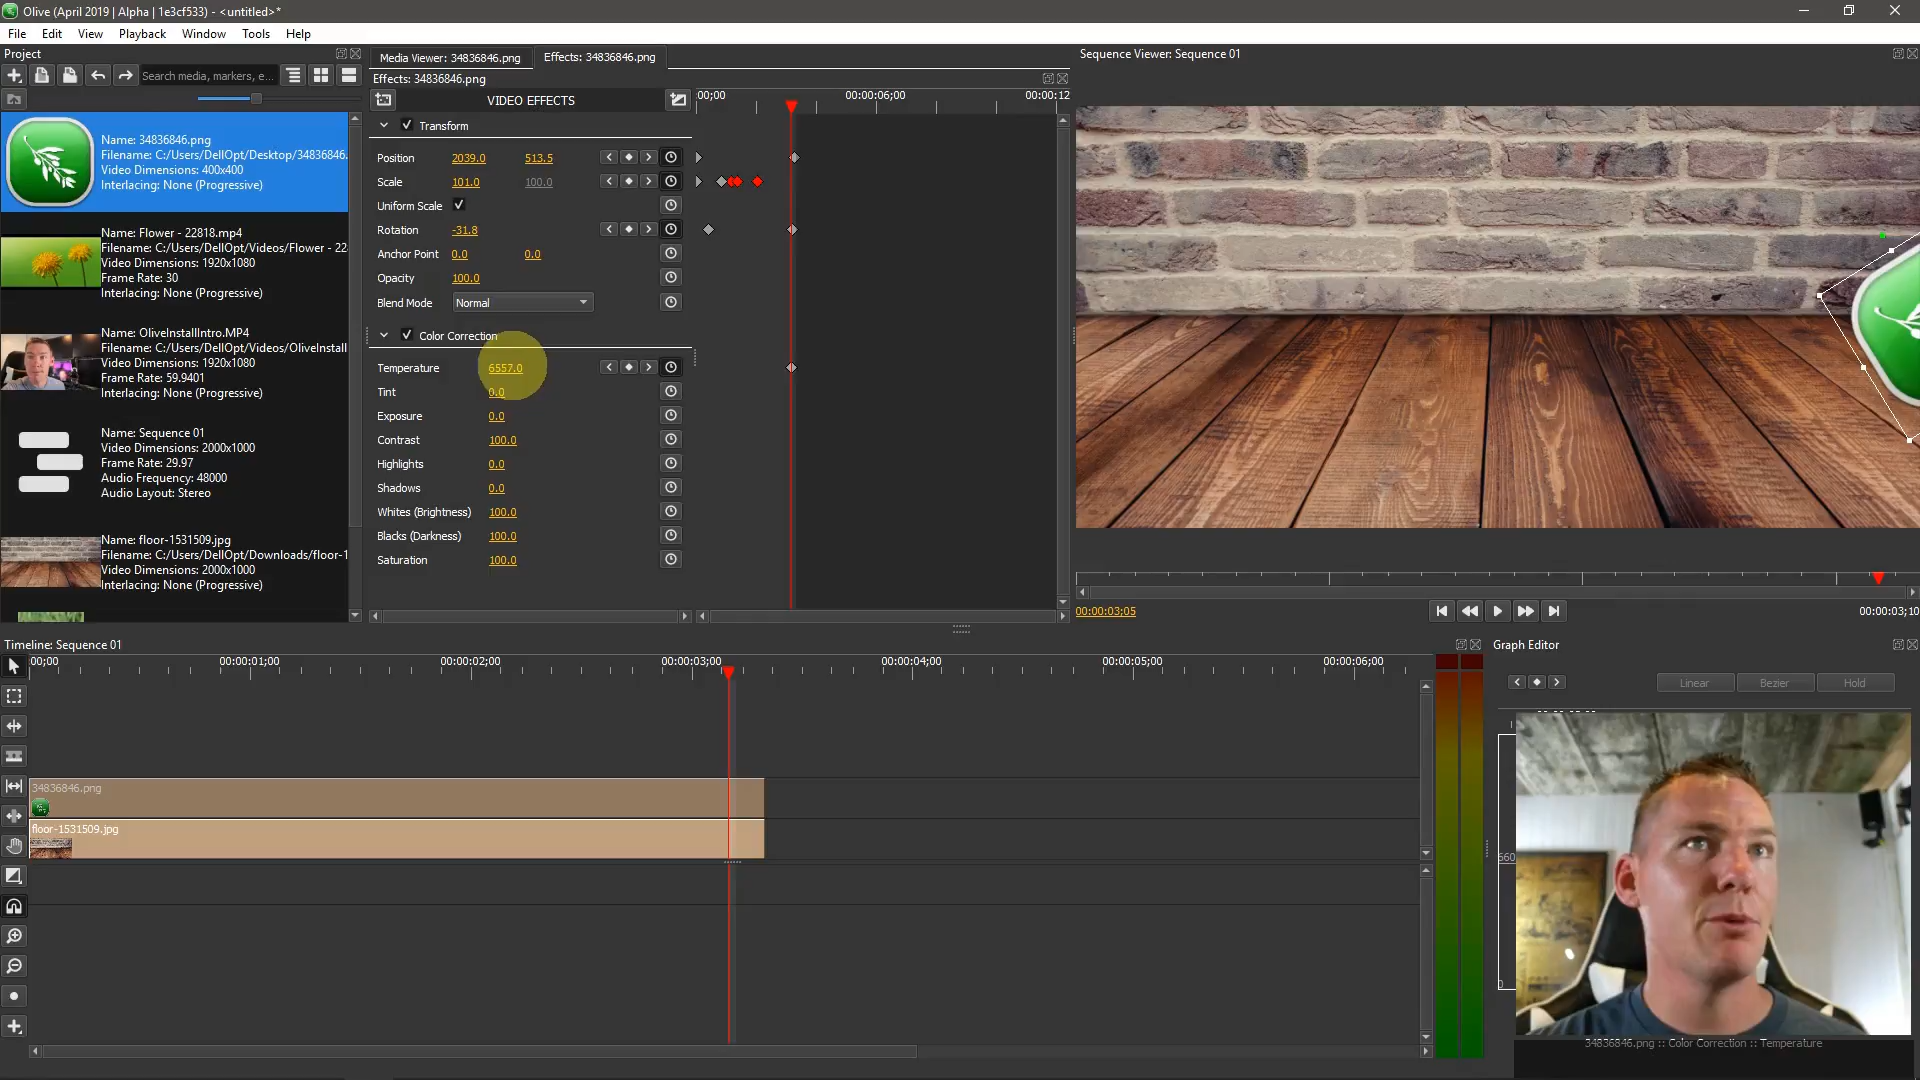 Olive (April 2019 | Alpha | 1e3cf533) - <untitled>*
File Edit View Playback Window Tools Help
Project
Search media, markers, e...
Name: 34836846.png
Filename: C:/Users/DellOpt/Desktop/34836846.
Video Dimensions: 400x400
Interlacing: None (Progressive)
Name: Flower - 22818.mp4
Filename: C:/Users/DellOpt/Videos/Flower - 22
Video Dimensions: 1920x1080
Frame Rate: 30
Interlacing: None (Progressive)
Name: OliveInstallIntro.MP4
Filename: C:/Users/DellOpt/Videos/OliveInstall
Video Dimensions: 1920x1080
Frame Rate: 59.9401
Interlacing: None (Progressive)
Name: Sequence 01
Video Dimensions: 2000x1000
Frame Rate: 29.97
Audio Frequency: 48000
Audio Layout: Stereo
Name: floor-1531509.jpg
Filename: C:/Users/DellOpt/Downloads/floor-1
Video Dimensions: 2000x1000
Interlacing: None (Progressive)
Media Viewer: 34836846.png Effects: 34836846.png
Effects: 34836846.png
VIDEO EFFECTS
00;00 00:00:06;00 00:00:12
Transform
Position 2039.0 513.5
Scale 101.0 100.0
Uniform Scale
Rotation -31.8
Anchor Point 0.0 0.0
Opacity 100.0
Blend Mode Normal
Color Correction
Temperature 6557.0
Tint 0.0
Exposure 0.0
Contrast 100.0
Highlights 0.0
Shadows 0.0
Whites (Brightness) 100.0
Blacks (Darkness) 100.0
Saturation 100.0
Sequence Viewer: Sequence 01
00:00:03;05 00:00:03;10
Timeline: Sequence 01
00;00 00:00:01;00 00:00:02;00 00:00:03;00 00:00:04;00 00:00:05;00 00:00:06;00
34836846.png
floor-1531509.jpg
Graph Editor
Linear Bezier Hold
34836846.png :: Color Correction :: Temperature